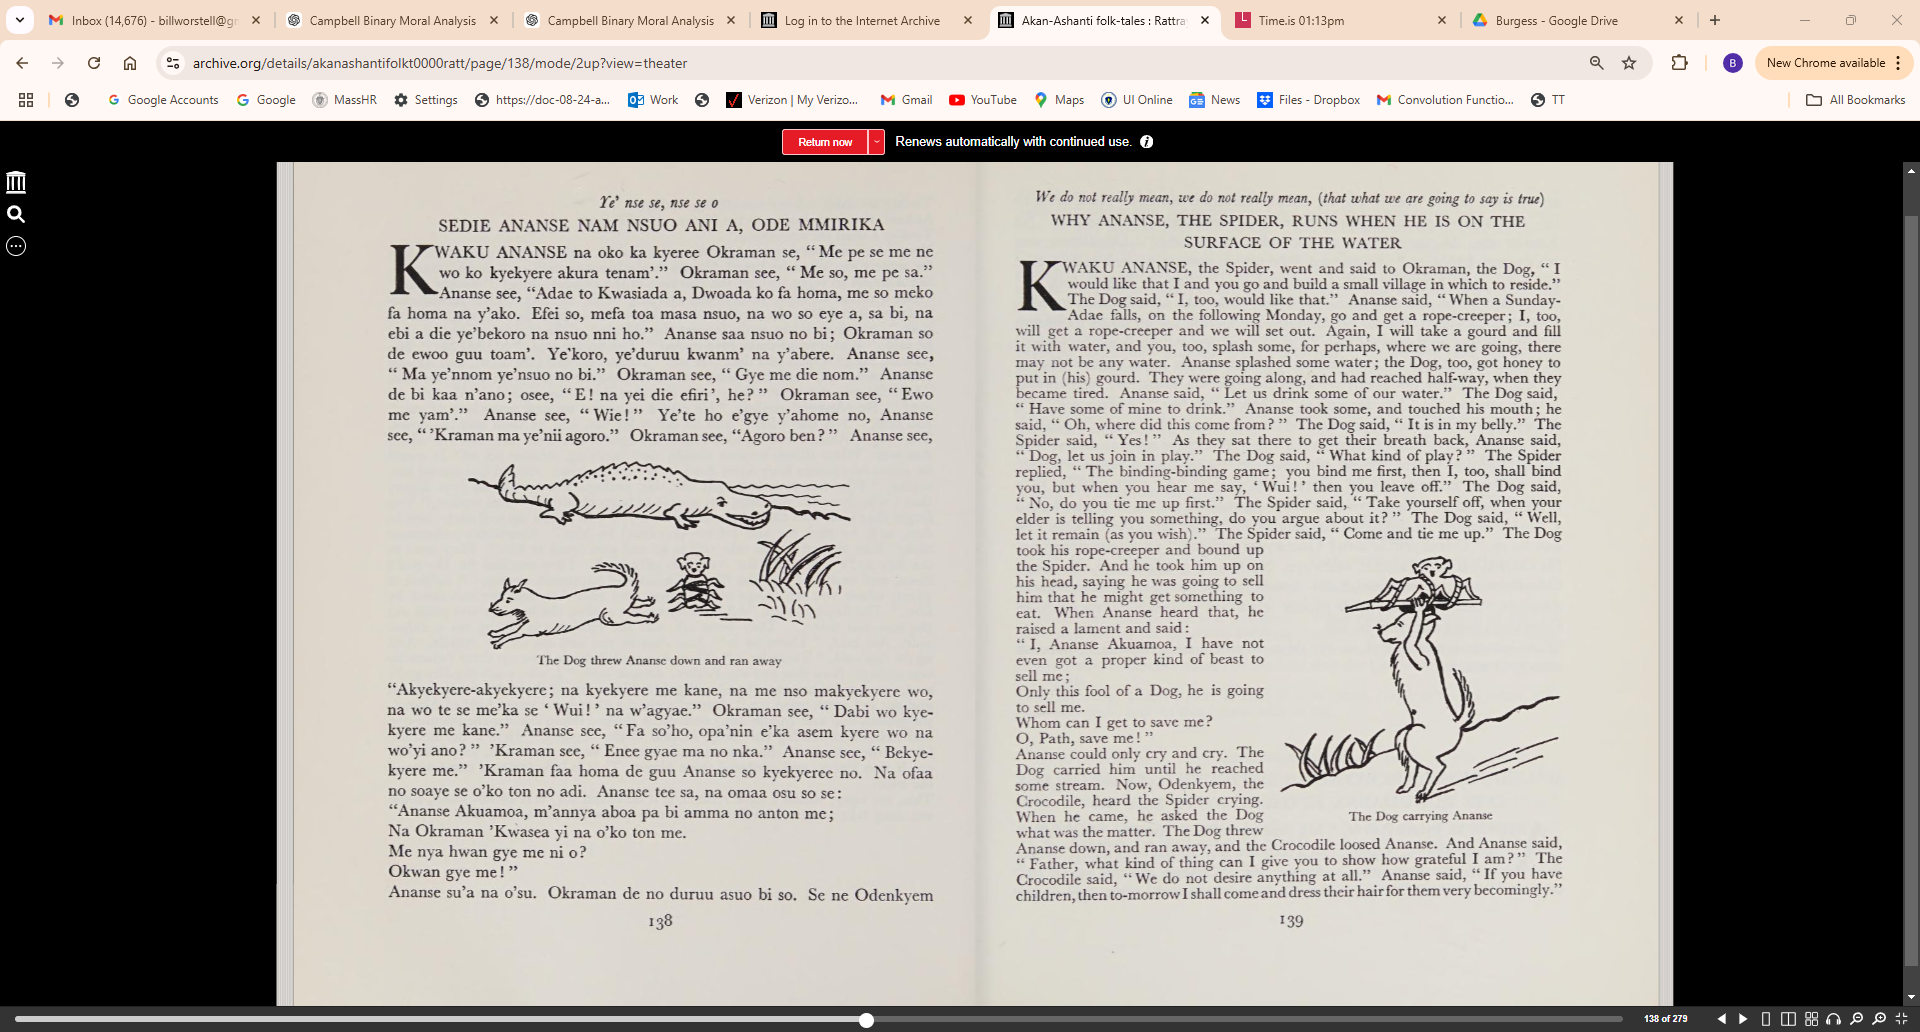 Inbox (14,676) - billworstell@gr
Campbell Binary Moral Analysis
Campbell Binary Moral Analysis
Log in to the Internet Archive
Akan-Ashanti folk-tales : Rattra
Time.is 01:13pm
Burgess - Google Drive
archive.org/details/akanashantifolkt0000ratt/page/138/mode/2up?view=theater
B
New Chrome available
Google Accounts
Google
MassHR
Settings
https://doc-08-24-a...
Work
Verizon | My Verizo...
Gmail
YouTube
Maps
UI Online
News
Files - Dropbox
Convolution Functio...
TT
All Bookmarks
Return now
Renews automatically with continued use.
Ye' nse se, nse se o
SEDIE ANANSE NAM NSUO ANI A, ODE MMIRIKA
KWAKU ANANSE na oko ka kyeree Okraman se, “Me pe se me ne
wo ko kyekyere akura tenam'.” Okraman see, “Me so, me pe sa.”
Ananse see, “Adae to Kwasiada a, Dwoada ko fa homa, me so meko
fa homa na y'ako. Efei so, mefa toa masa nsuo, na wo so eye a, sa bi, na
ebi a die ye'bekoro na nsuo nni ho.” Ananse saa nsuo no bi; Okraman so
de ewoo guu toam'. Ye'koro, ye'duruu kwanm' na y'abere. Ananse see,
“Ma ye'nnom ye'nsuo no bi.” Okraman see, “Gye me die nom.” Ananse
de bi kaa n'ano; osee, “E! na yei die efiri', he?” Okraman see, “Ewo
me yam'.” Ananse see, “Wie!” Ye'te ho e'gye y'ahome no, Ananse
see, “'Kraman ma ye'nii agoro.” Okraman see, “Agoro ben?” Ananse see,
The Dog threw Ananse down and ran away
“Akyekyere-akyekyere; na kyekyere me kane, na me nso makyekyere wo,
na wo te se me'ka se ‘Wui!’ na w'agyae.” Okraman see, “Dabi wo kye-
kyere me kane.” Ananse see, “Fa so'ho, opa'nin e'ka asem kyere wo na
wo'yi ano?” 'Kraman see, “Enee gyae ma no nka.” Ananse see, “Bekye-
kyere me.” 'Kraman faa homa de guu Ananse so kyekyeree no. Na ofaa
no soaye se o'ko ton no adi. Ananse tee sa, na omaa osu so se:
“Ananse Akuamoa, m'annya aboa pa bi amma no anton me;
Na Okraman 'Kwasea yi na o'ko ton me.
Me nya hwan gye me ni o?
Okwan gye me!”
Ananse su'a na o'su. Okraman de no duruu asuo bi so. Se ne Odenkyem
138
We do not really mean, we do not really mean, (that what we are going to say is true)
WHY ANANSE, THE SPIDER, RUNS WHEN HE IS ON THE
SURFACE OF THE WATER
KWAKU ANANSE, the Spider, went and said to Okraman, the Dog, “I
would like that I and you go and build a small village in which to reside.”
The Dog said, “I, too, would like that.” Ananse said, “When a Sunday-
Adae falls, on the following Monday, go and get a rope-creeper; I, too,
will get a rope-creeper and we will set out. Again, I will take a gourd and fill
it with water, and you, too, splash some, for perhaps, where we are going, there
may not be any water. Ananse splashed some water; the Dog, too, got honey to
put in (his) gourd. They were going along, and had reached half-way, when they
became tired. Ananse said, “Let us drink some of our water.” The Dog said,
“Have some of mine to drink.” Ananse took some, and touched his mouth; he
said, “Oh, where did this come from?” The Dog said, “It is in my belly.” The
Spider said, “Yes!” As they sat there to get their breath back, Ananse said,
“Dog, let us join in play.” The Dog said, “What kind of play?” The Spider
replied, “The binding-binding game; you bind me first, then I, too, shall bind
you, but when you hear me say, ‘Wui!’ then you leave off.” The Dog said,
“No, do you tie me up first.” The Spider said, “Take yourself off, when your
elder is telling you something, do you argue about it?” The Dog said, “Well,
let it remain (as you wish).” The Spider said, “Come and tie me up.” The Dog
took his rope-creeper and bound up
the Spider. And he took him up on
his head, saying he was going to sell
him that he might get something to
eat. When Ananse heard that, he
raised a lament and said:
“I, Ananse Akuamoa, I have not
even got a proper kind of beast to
sell me;
Only this fool of a Dog, he is going
to sell me.
Whom can I get to save me?
O, Path, save me!”
Ananse could only cry and cry. The
Dog carried him until he reached
some stream. Now, Odenkyem, the
Crocodile, heard the Spider crying.
When he came, he asked the Dog
what was the matter. The Dog threw
The Dog carrying Ananse
Ananse down, and ran away, and the Crocodile loosed Ananse. And Ananse said,
“Father, what kind of thing can I give you to show how grateful I am?” The
Crocodile said, “We do not desire anything at all.” Ananse said, “If you have
children, then to-morrow I shall come and dress their hair for them very becomingly.”
139
138 of 279